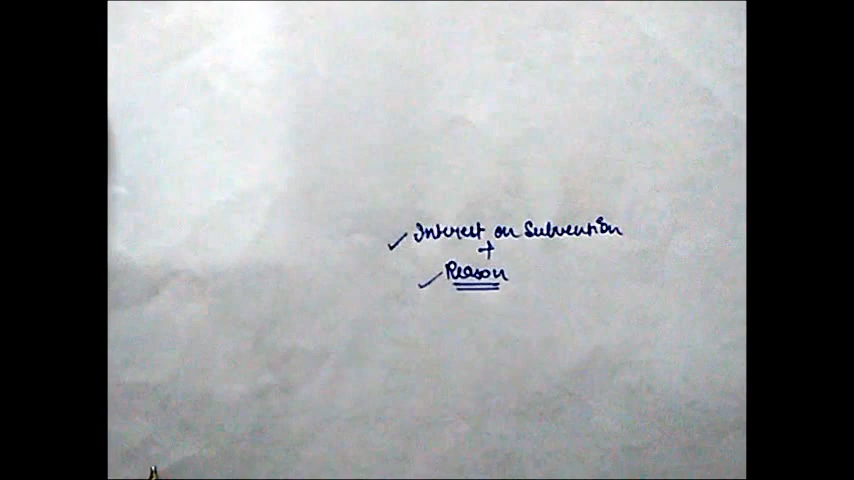 ✓ Interest on Subvention
+
✓ Reason